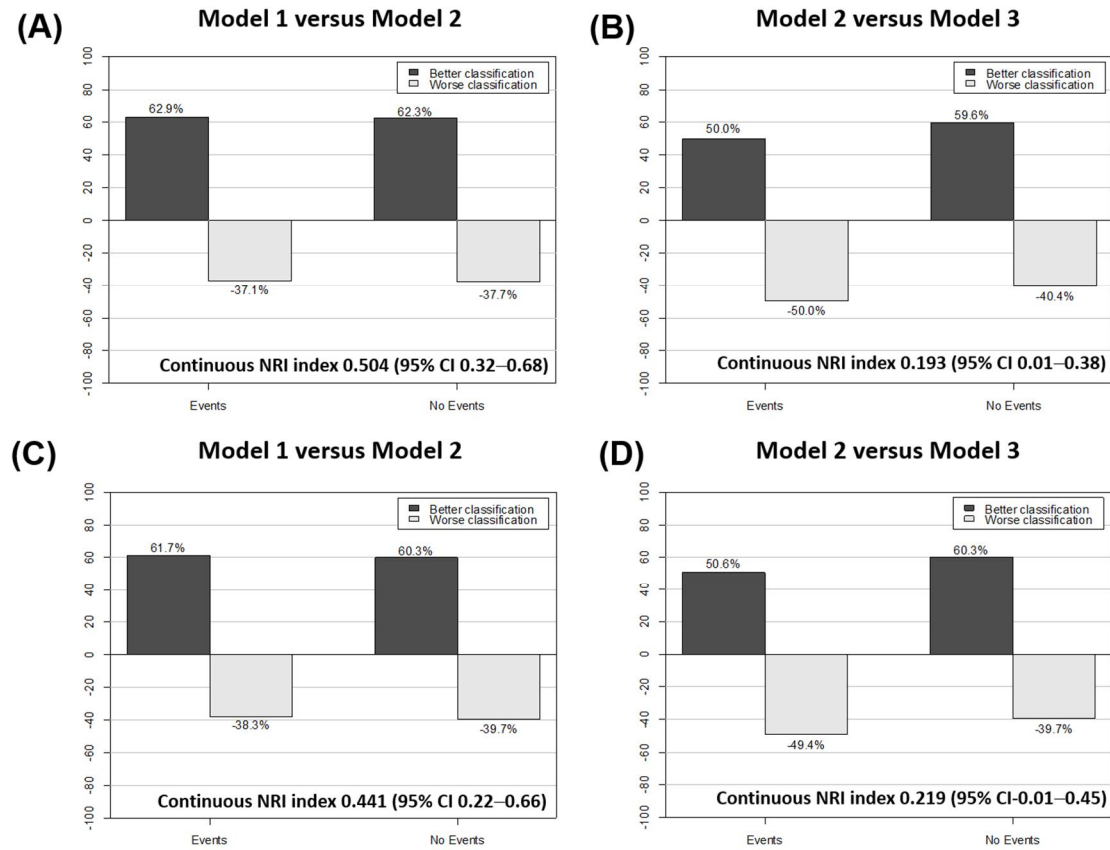 (A)
Model 1 versus Model 2
100
80
60
40
20
0
-20
-40
-60
-80
-100
Better classification
Worse classification
62.9%
62.3%
-37.1%
-37.7%
Continuous NRI index 0.504 (95% CI 0.32–0.68)
Events
No Events
(B)
Model 2 versus Model 3
100
80
60
40
20
0
-20
-40
-60
-80
-100
Better classification
Worse classification
50.0%
59.6%
-50.0%
-40.4%
Continuous NRI index 0.193 (95% CI 0.01–0.38)
Events
No Events
(C)
Model 1 versus Model 2
100
80
60
40
20
0
-20
-40
-60
-80
-100
Better classification
Worse classification
61.7%
60.3%
-38.3%
-39.7%
Continuous NRI index 0.441 (95% CI 0.22–0.66)
Events
No Events
(D)
Model 2 versus Model 3
100
80
60
40
20
0
-20
-40
-60
-80
-100
Better classification
Worse classification
50.6%
60.3%
-49.4%
-39.7%
Continuous NRI index 0.219 (95% CI-0.01–0.45)
Events
No Events